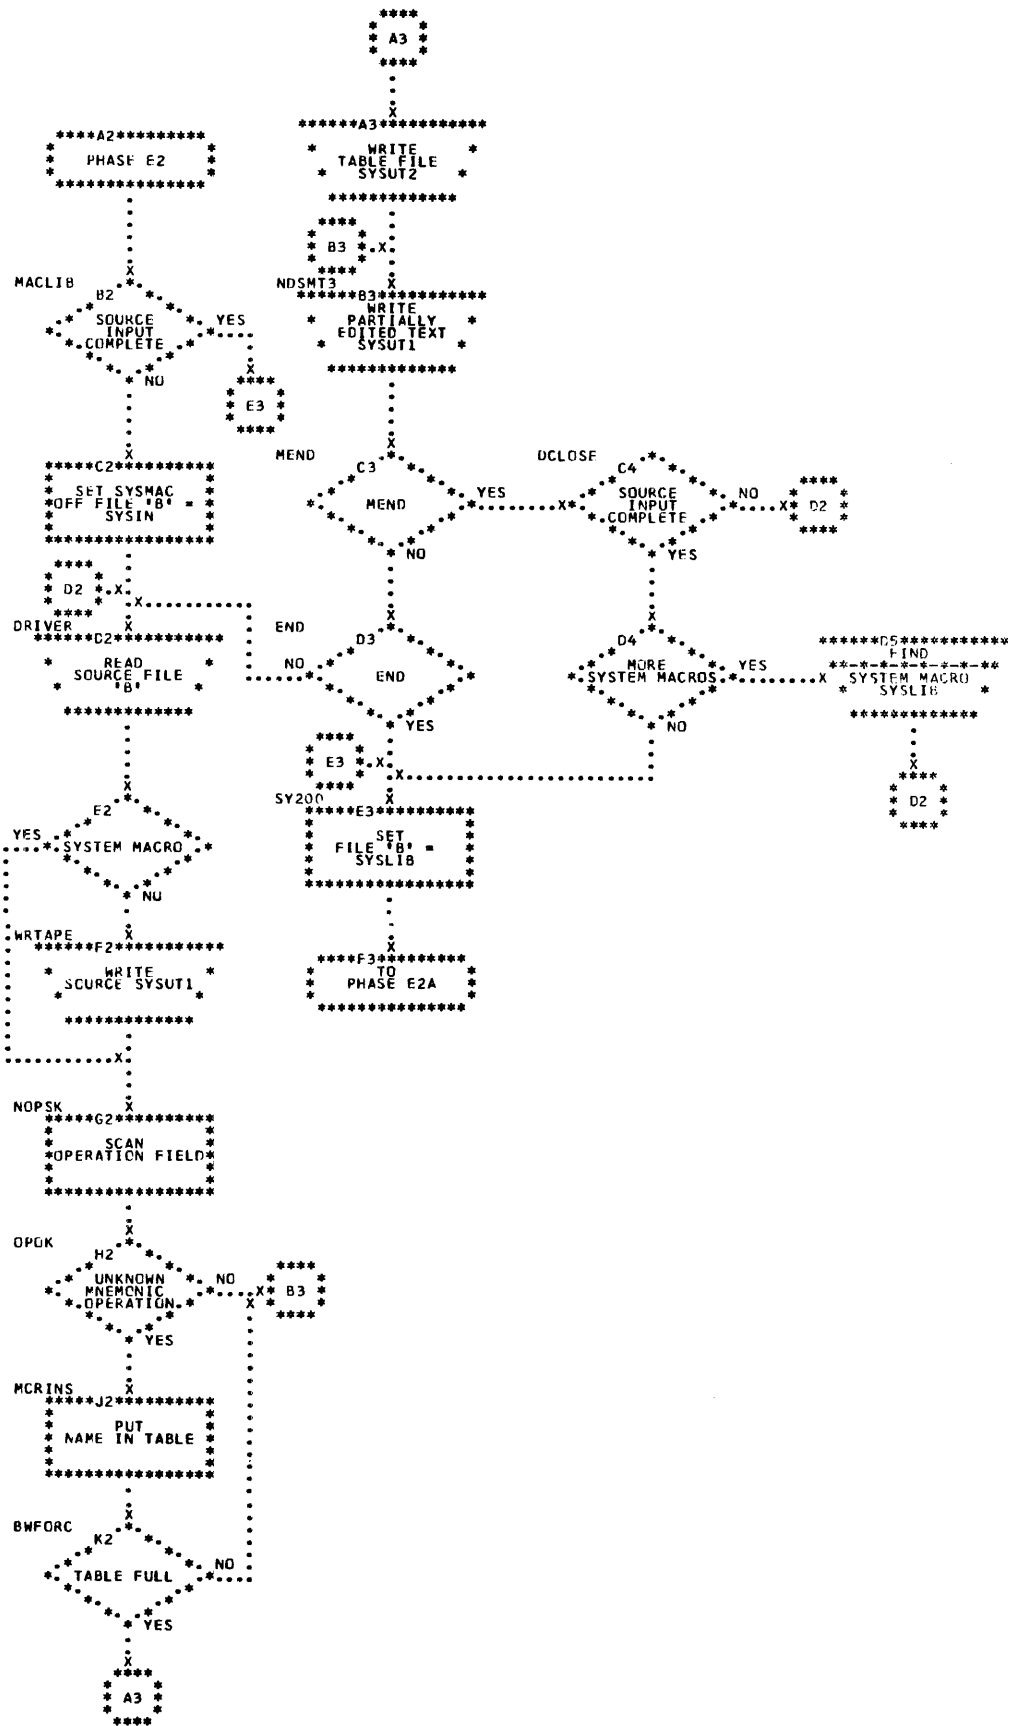 A3
A3
WRITE
TABLE FILE
SYSUT2
A2
PHASE E2
B3
NDSMT3
B3
WRITE
PARTIALLY
EDITED TEXT
SYSUT1
MACLIB
B2
SOURCE
INPUT
COMPLETE
YES
NO
E3
C2
SET SYSMAC
OFF FILE 'B' =
SYSIN
MEND
C3
MEND
YES
NO
DCLOSE
C4
SOURCE
INPUT
COMPLETE
NO
D2
YES
D2
DRIVER
D2
READ
SOURCE FILE
'B'
END
D3
NO
END
YES
D4
MORE
SYSTEM MACROS
YES
NO
D5
FIND
SYSTEM MACRO
SYSLIB
D2
E3
SY200
E3
SET
FILE 'B' =
SYSLIB
E2
YES
SYSTEM MACRO
NO
WRTAPE
F2
WRITE
SOURCE SYSUT1
F3
TO
PHASE E2A
NOPSK
G2
SCAN
OPERATION FIELD
OPOK
H2
UNKNOWN
MNEMONIC
OPERATION
NO
B3
YES
MCRINS
J2
PUT
NAME IN TABLE
BWFORC
K2
TABLE FULL
NO
YES
A3